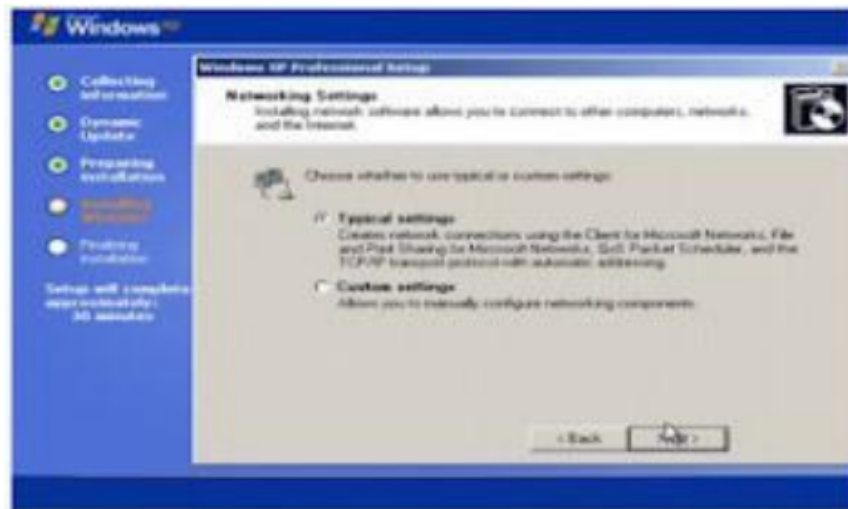 Windows XP
Windows XP Professional Setup
Collecting
information
Dynamic
Update
Preparing
installation
Installing
Windows
Finalizing
installation
Setup will complete
approximately:
30 minutes
Networking Settings
Installing network software allows you to connect to other computers, networks,
and the Internet.
Choose whether to use typical or custom settings:
Typical settings
Creates network connections using the Client for Microsoft Networks, File
and Print Sharing for Microsoft Networks, QoS Packet Scheduler, and the
TCP/IP transport protocol with automatic addressing.
Custom settings
Allows you to manually configure networking components.
< Back
Next >